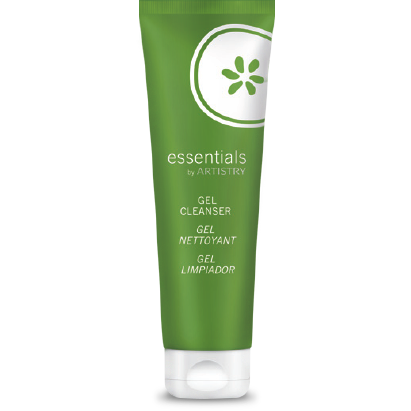 essentials
by ARTISTRY
GEL
CLEANSER
GEL
NETTOYANT
GEL
LIMPIADOR